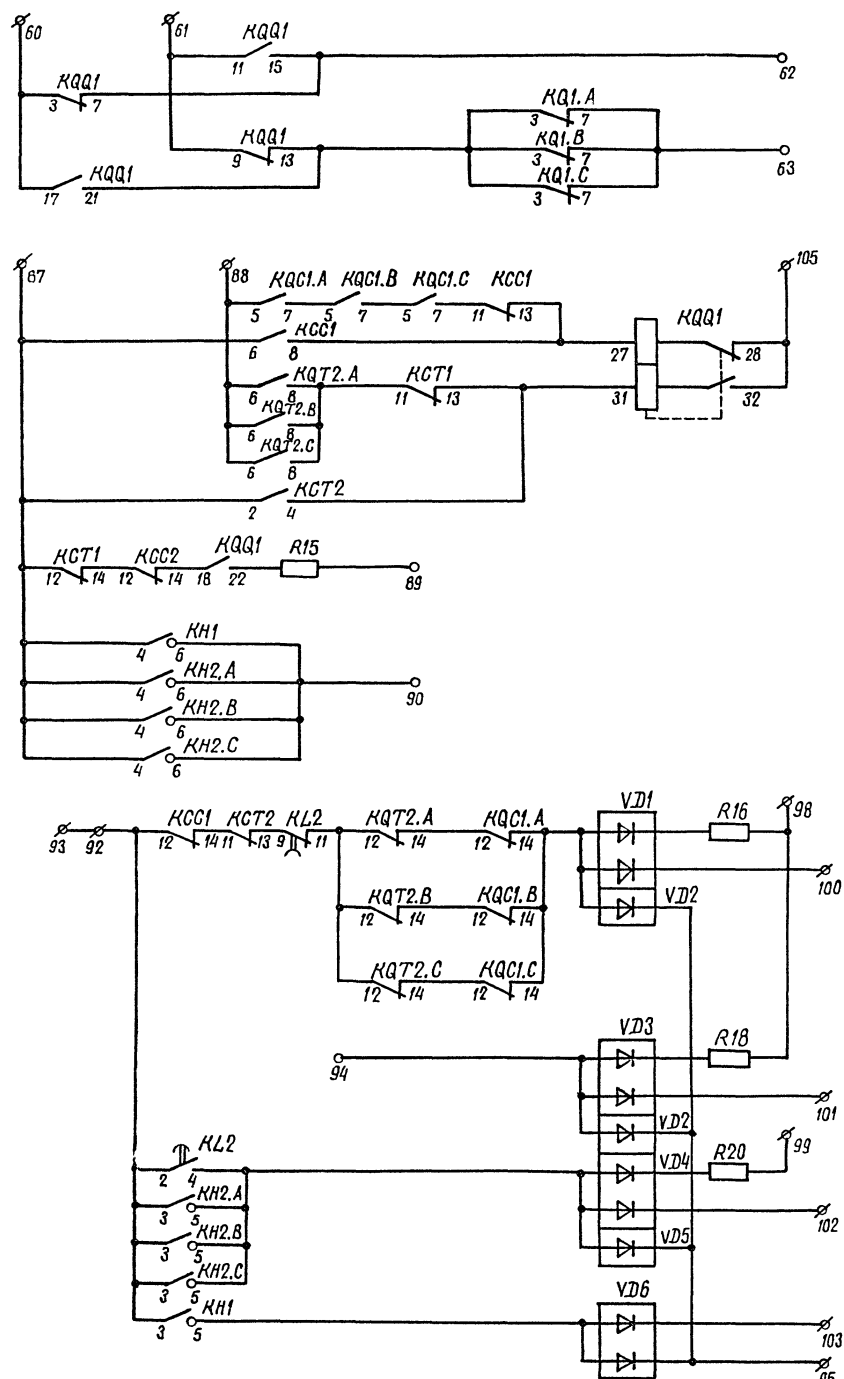 60 61 KQQ1
11 15
62
KQQ1
3 7
KQ1.A
3 7
KQQ1 KQ1.B
9 13 3 7
63
KQQ1 KQ1.C
17 21 3 7
87 88 105
KQC1.A KQC1.B KQC1.C KCC1
5 7 5 7 5 7 11 13
KCC1 KQQ1
6 8 27 28
KQT2.A KCT1
6 8 11 13 31 32
KQT2.B
6 8
KQT2.C
6 8
KCT2
2 4
KCT1 KCC2 KQQ1 R15
12 14 12 14 18 22 89
KH1
4 6
KH2.A
4 6 90
KH2.B
4 6
KH2.C
4 6
VD1
98
KCC1 KCT2 KL2 KQT2.A KQC1.A R16
93 92 12 14 11 13 9 11 12 14 12 14
100
KQT2.B KQC1.B VD2
12 14 12 14
KQT2.C KQC1.C
12 14 12 14
VD3 R18
94
101
VD2
99
KL2 VD4 R20
2 4
KH2.A
3 5 102
KH2.B VD5
3 5
KH2.C
3 5
KH1 VD6
3 5 103